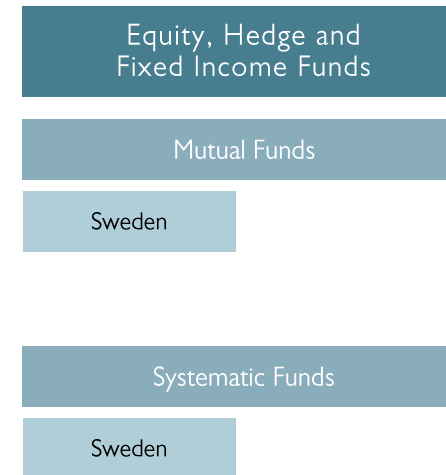 Equity, Hedge and
Fixed Income Funds
Mutual Funds
Sweden
Systematic Funds
Sweden